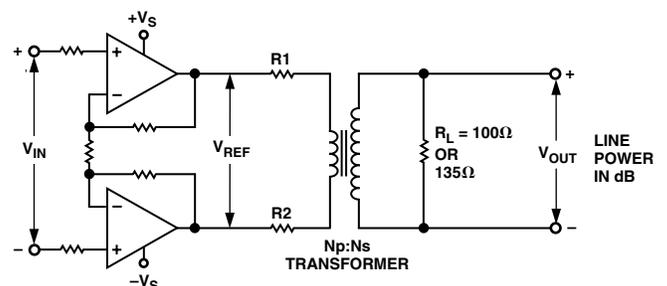 +VS
+
+
R1
+
–
VIN
VREF
RL = 100Ω
OR
135Ω
VOUT
LINE
POWER
IN dB
–
R2
–
–
+
Np:Ns
TRANSFORMER
–VS